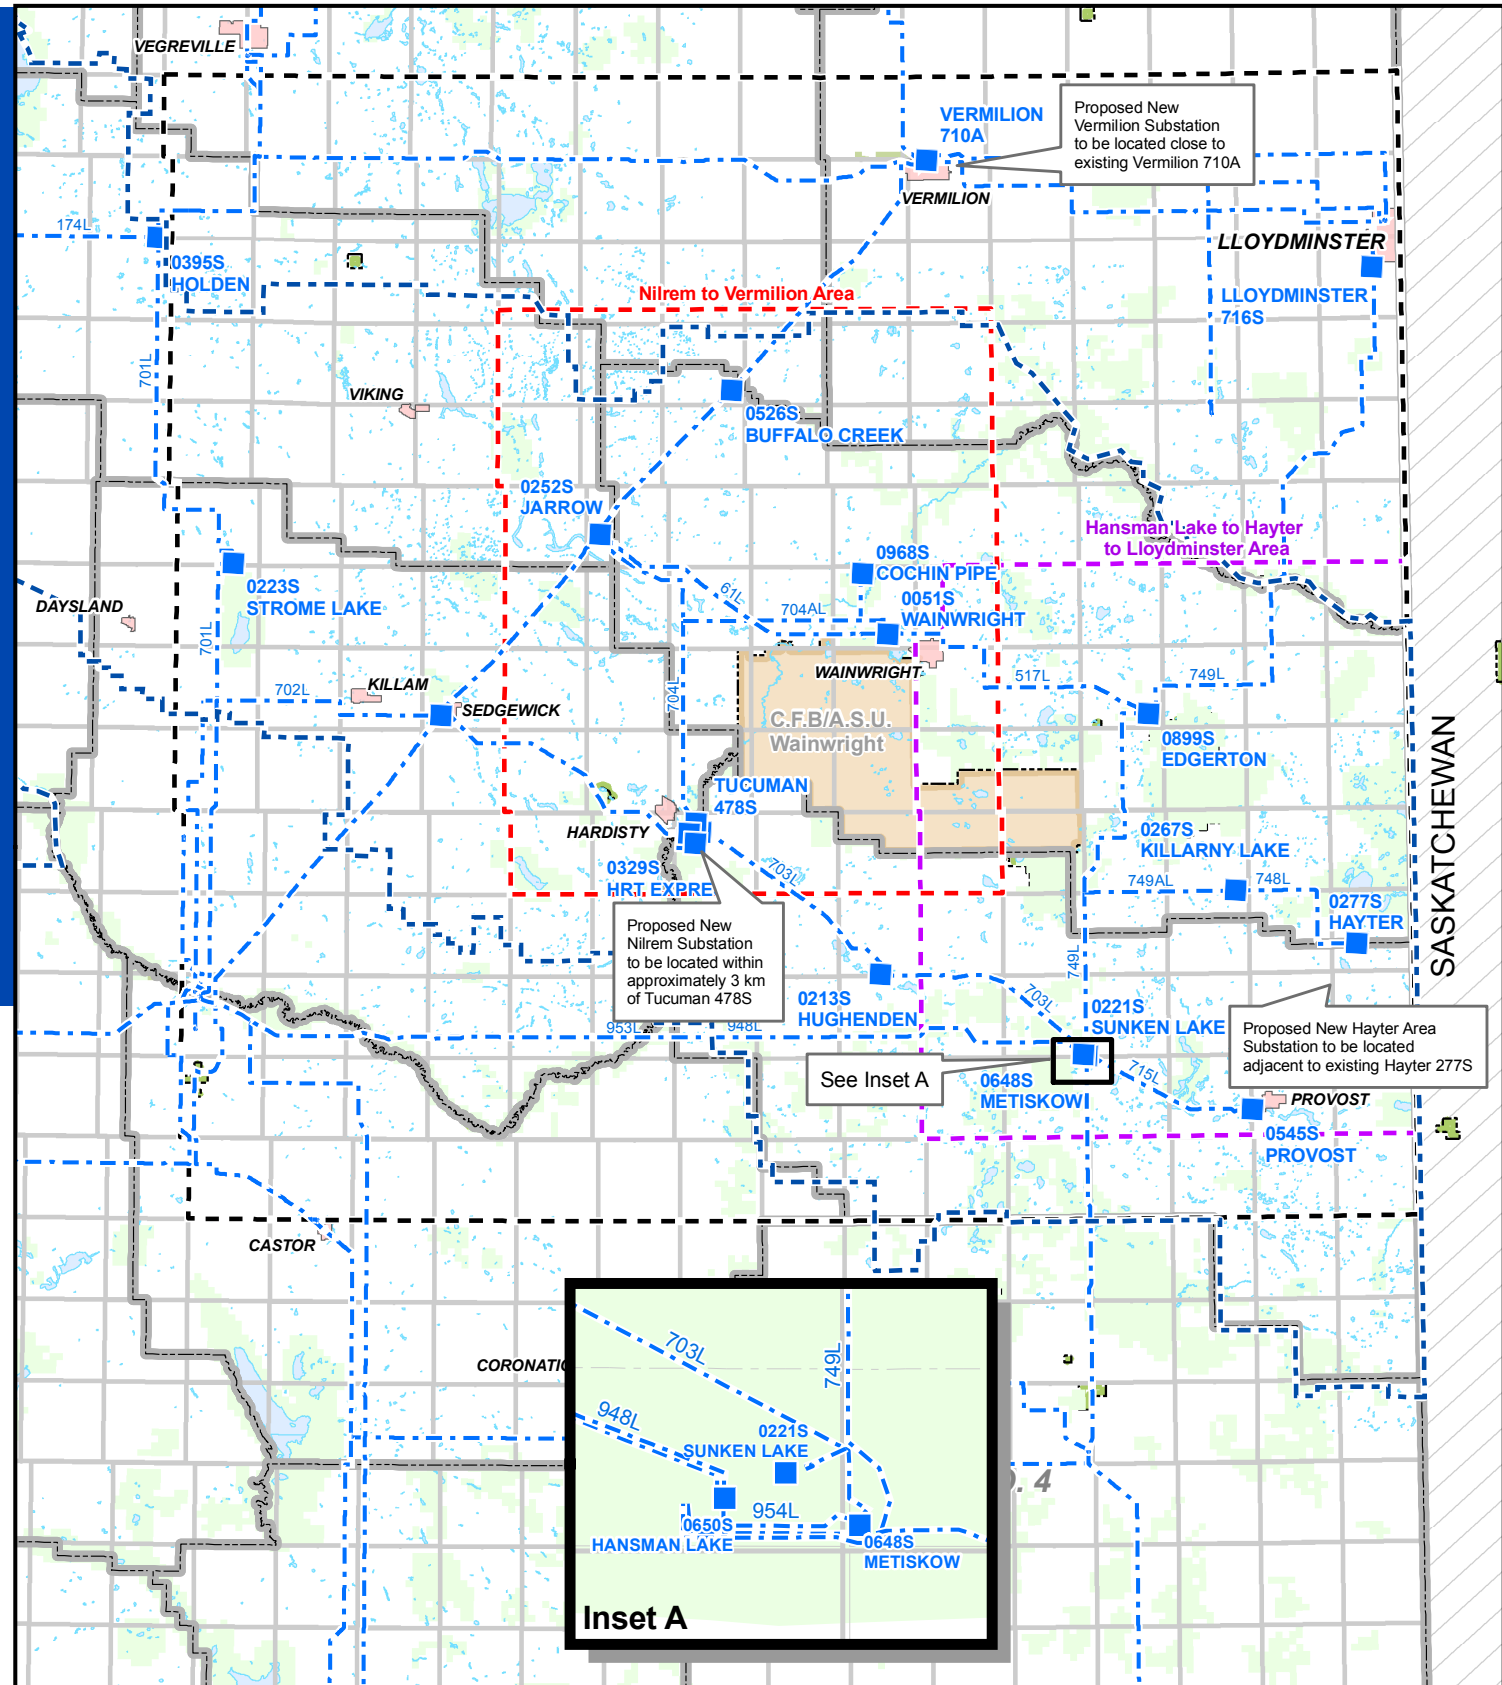 VEGREVILLE
VERMILION
710A
Proposed New
Vermilion Substation
to be located close to
existing Vermilion 710A
VERMILION
174L
0395S
HOLDEN
LLOYDMINSTER
LLOYDMINSTER
716S
Nilrem to Vermilion Area
701L
VIKING
0526S
BUFFALO CREEK
0252S
JARROW
Hansman Lake to Hayter
to Lloydminster Area
0968S
COCHIN PIPE
0223S
STROME LAKE
DAYSLAND
61L
704AL
0051S
WAINWRIGHT
701L
WAINWRIGHT
702L
KILLAM
SEDGEWICK
704L
517L
749L
C.F.B/A.S.U.
Wainwright
0899S
EDGERTON
SASKATCHEWAN
TUCUMAN
478S
HARDISTY
0329S
HRT EXPRE
703L
0267S
KILLARNY LAKE
749AL
748L
0277S
HAYTER
Proposed New
Nilrem Substation
to be located within
approximately 3 km
of Tucuman 478S
749L
0213S
HUGHENDEN
703L
0221S
SUNKEN LAKE
953L
948L
Proposed New Hayter Area
Substation to be located
adjacent to existing Hayter 277S
See Inset A
0648S
METISKOW
715L
PROVOST
0545S
PROVOST
CASTOR
CORONATIO
703L
749L
948L
0221S
SUNKEN LAKE
954L
0650S
HANSMAN LAKE
0648S
METISKOW
Inset A
. 4